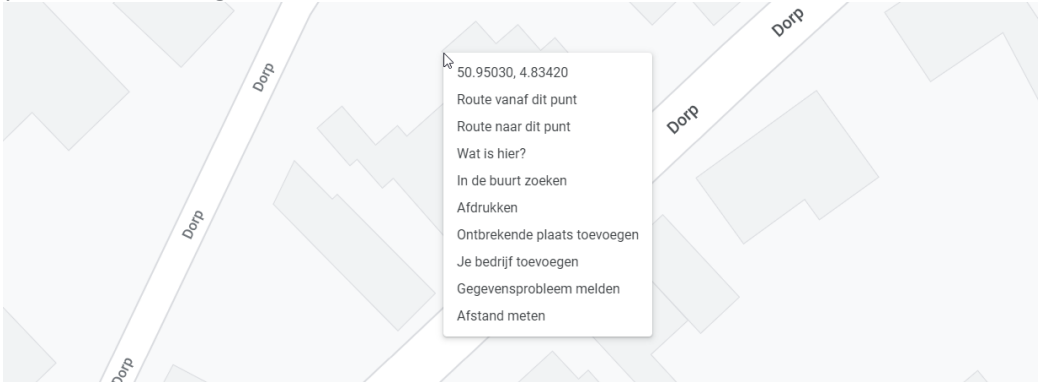 Dorp
Dorp
50.95030, 4.83420
Route vanaf dit punt
Route naar dit punt
Wat is hier?
In de buurt zoeken
Afdrukken
Ontbrekende plaats toevoegen
Je bedrijf toevoegen
Gegevensprobleem melden
Afstand meten
Dorp
Dorp
Dorp